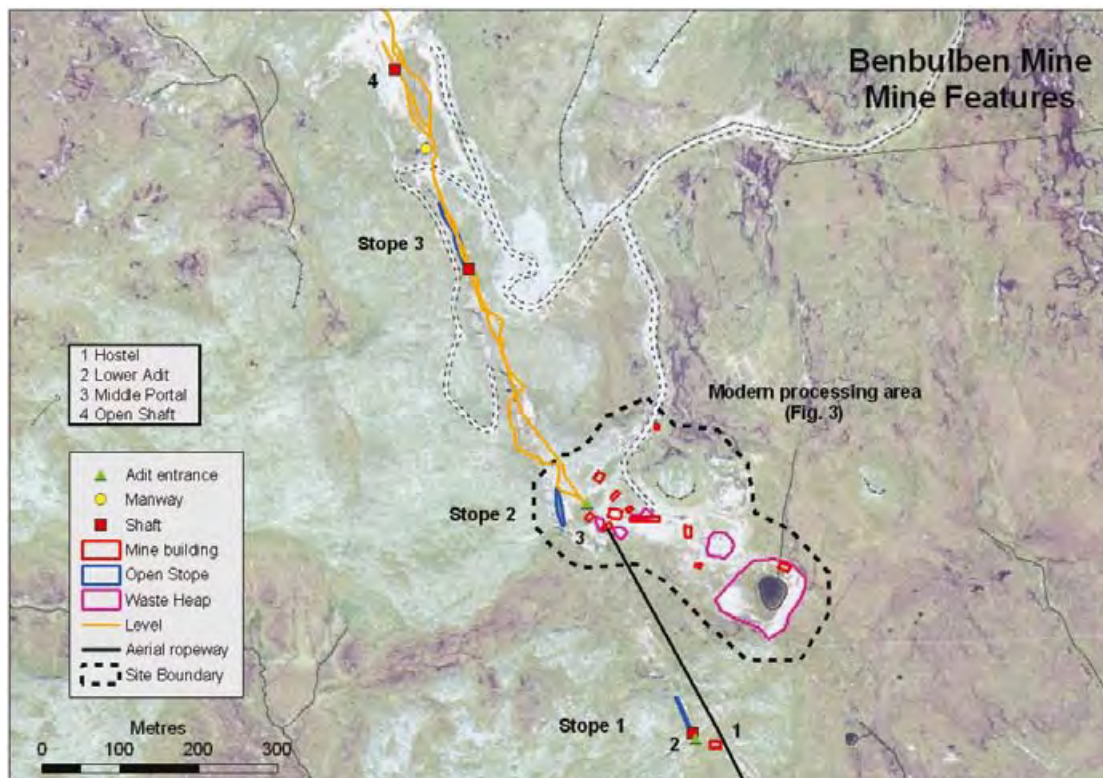 Benbulben Mine
Mine Features
4
Stope 3
1 Hostel
2 Lower Adit
3 Middle Portal
4 Open Shaft
Modern processing area
(Fig. 3)
Adit entrance
Manway
Shaft
Mine building
Open Stope
Waste Heap
Level
Aerial ropeway
Site Boundary
Stope 2
3
Stope 1
1
2
Metres
0 100 200 300